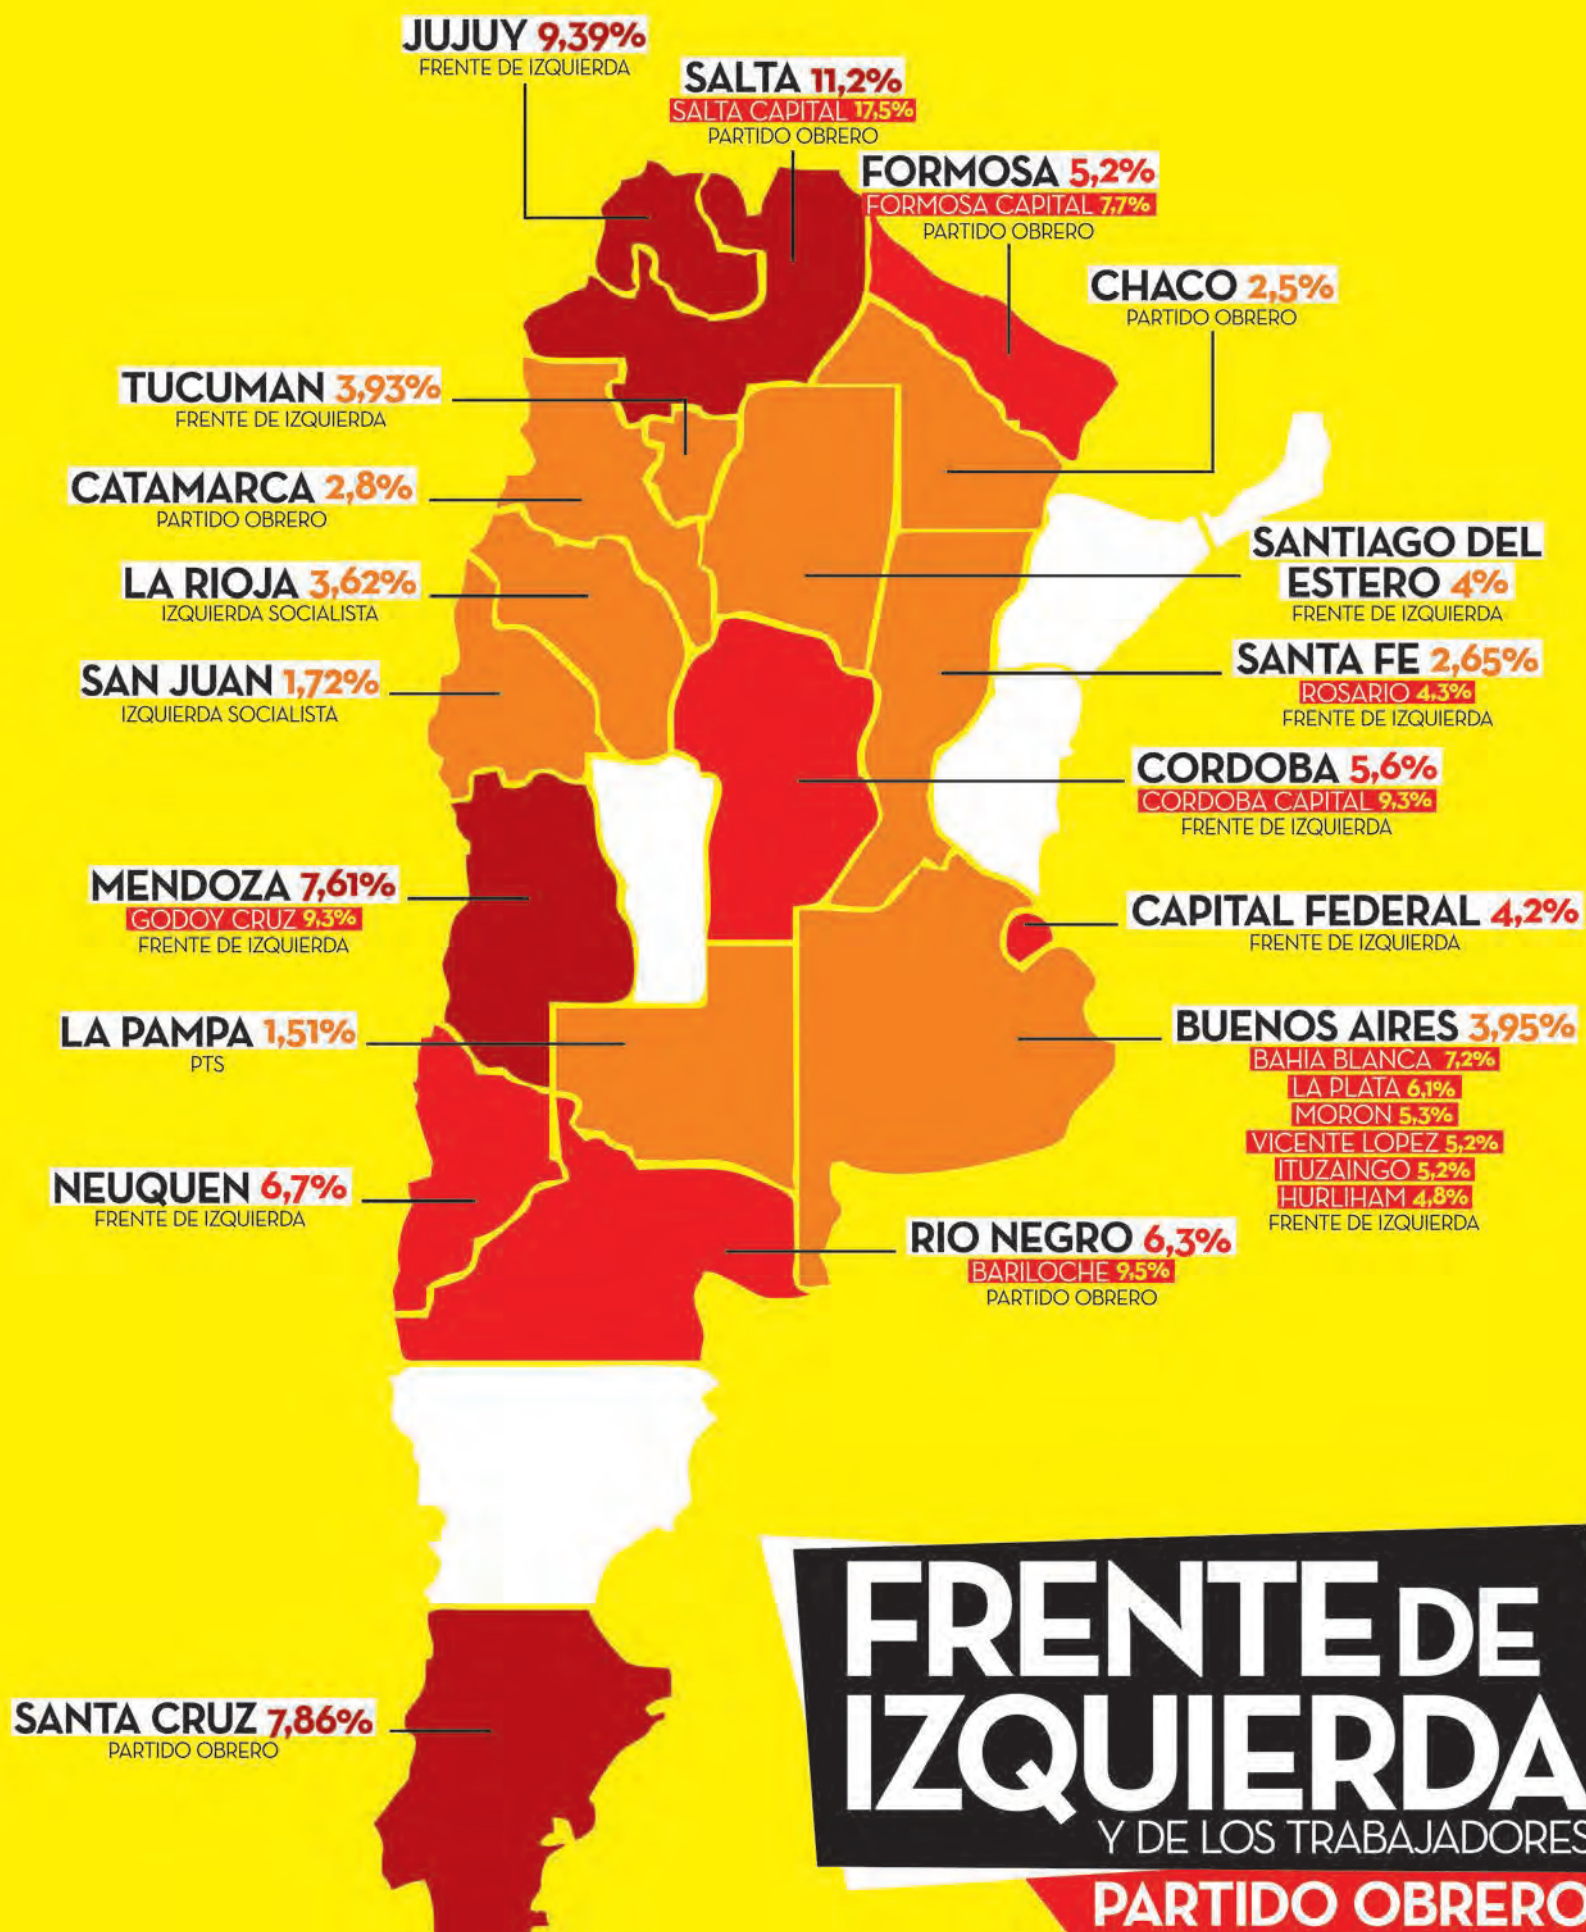 JUJUY 9,39%
FRENTE DE IZQUIERDA
SALTA 11,2%
SALTA CAPITAL 17,5%
PARTIDO OBRERO
FORMOSA 5,2%
FORMOSA CAPITAL 7,7%
PARTIDO OBRERO
CHACO 2,5%
PARTIDO OBRERO
TUCUMAN 3,93%
FRENTE DE IZQUIERDA
CATAMARCA 2,8%
PARTIDO OBRERO
LA RIOJA 3,62%
IZQUIERDA SOCIALISTA
SAN JUAN 1,72%
IZQUIERDA SOCIALISTA
SANTIAGO DEL
ESTERO 4%
FRENTE DE IZQUIERDA
SANTA FE 2,65%
ROSARIO 4,3%
FRENTE DE IZQUIERDA
CORDOBA 5,6%
CORDOBA CAPITAL 9,3%
FRENTE DE IZQUIERDA
MENDOZA 7,61%
GODOY CRUZ 9,3%
FRENTE DE IZQUIERDA
CAPITAL FEDERAL 4,2%
FRENTE DE IZQUIERDA
LA PAMPA 1,51%
PTS
BUENOS AIRES 3,95%
BAHIA BLANCA 7,2%
LA PLATA 6,1%
MORON 5,3%
VICENTE LOPEZ 5,2%
ITUZAINGO 5,2%
HURLIHAM 4,8%
FRENTE DE IZQUIERDA
NEUQUEN 6,7%
FRENTE DE IZQUIERDA
RIO NEGRO 6,3%
BARILOCHE 9,5%
PARTIDO OBRERO
SANTA CRUZ 7,86%
PARTIDO OBRERO
FRENTE DE
IZQUIERDA
Y DE LOS TRABAJADORES
PARTIDO OBRERO